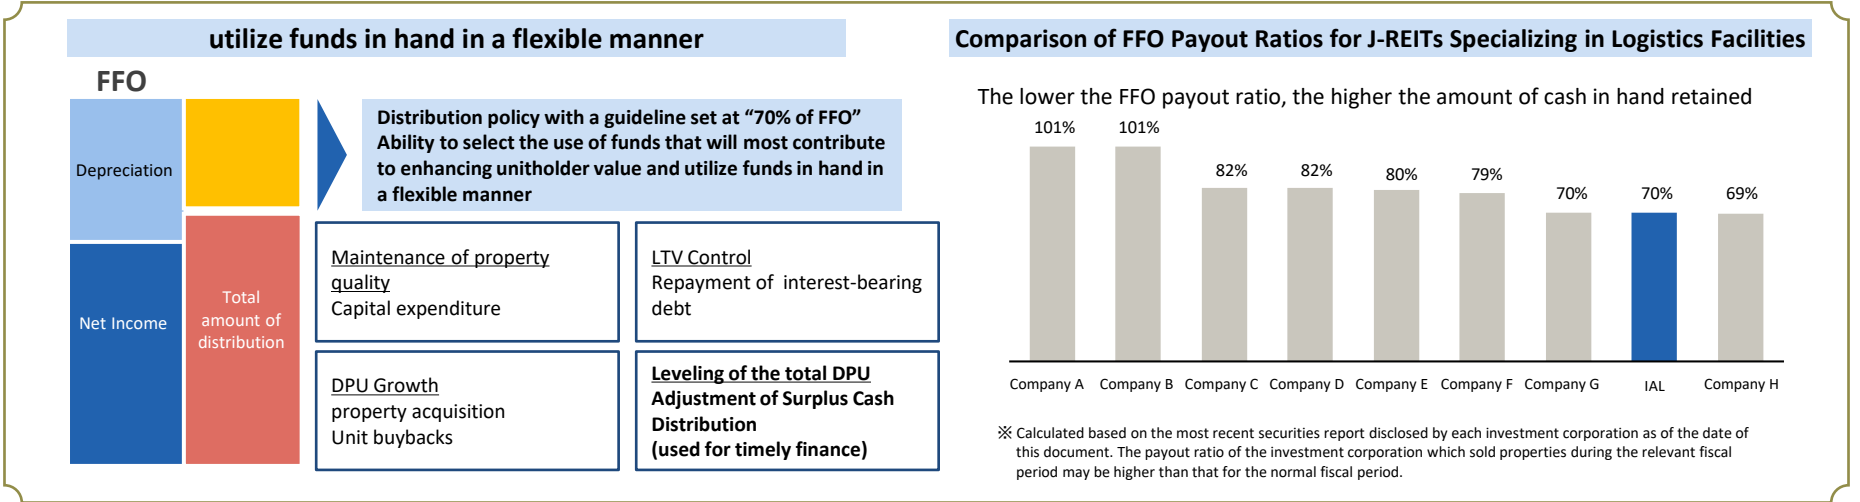 utilize funds in hand in a flexible manner
FFO
Depreciation
Net Income
Total
amount of
distribution
Distribution policy with a guideline set at “70% of FFO”
Ability to select the use of funds that will most contribute
to enhancing unitholder value and utilize funds in hand in
a flexible manner
Maintenance of property
quality
Capital expenditure
LTV Control
Repayment of interest-bearing
debt
DPU Growth
property acquisition
Unit buybacks
Leveling of the total DPU
Adjustment of Surplus Cash
Distribution
(used for timely finance)
Comparison of FFO Payout Ratios for J-REITs Specializing in Logistics Facilities
The lower the FFO payout ratio, the higher the amount of cash in hand retained
101% 101% 82% 82% 80% 79% 70% 70% 69%
Company A Company B Company C Company D Company E Company F Company G IAL Company H
※ Calculated based on the most recent securities report disclosed by each investment corporation as of the date of
this document. The payout ratio of the investment corporation which sold properties during the relevant fiscal
period may be higher than that for the normal fiscal period.